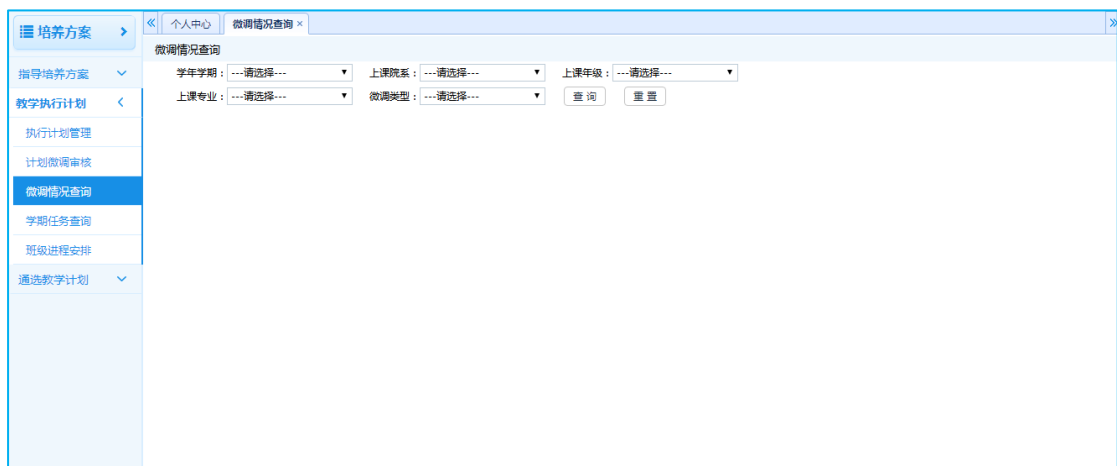 培养方案
指导培养方案
教学执行计划
执行计划管理
计划微调审核
微调情况查询
学期任务查询
班级进程安排
通选教学计划
个人中心 微调情况查询 ×
微调情况查询
学年学期：---请选择--- 上课院系：---请选择--- 上课年级：---请选择---
上课专业：---请选择--- 微调类型：---请选择--- 查 询 重 置